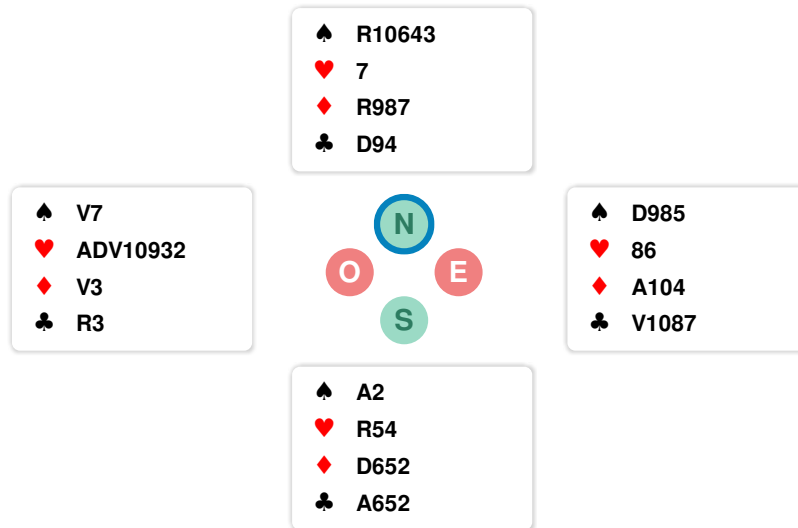 ♠ R10643
♥ 7
♦ R987
♣ D94
♠ V7
♥ ADV10932
♦ V3
♣ R3
N
O E
S
♠ D985
♥ 86
♦ A104
♣ V1087
♠ A2
♥ R54
♦ D652
♣ A652